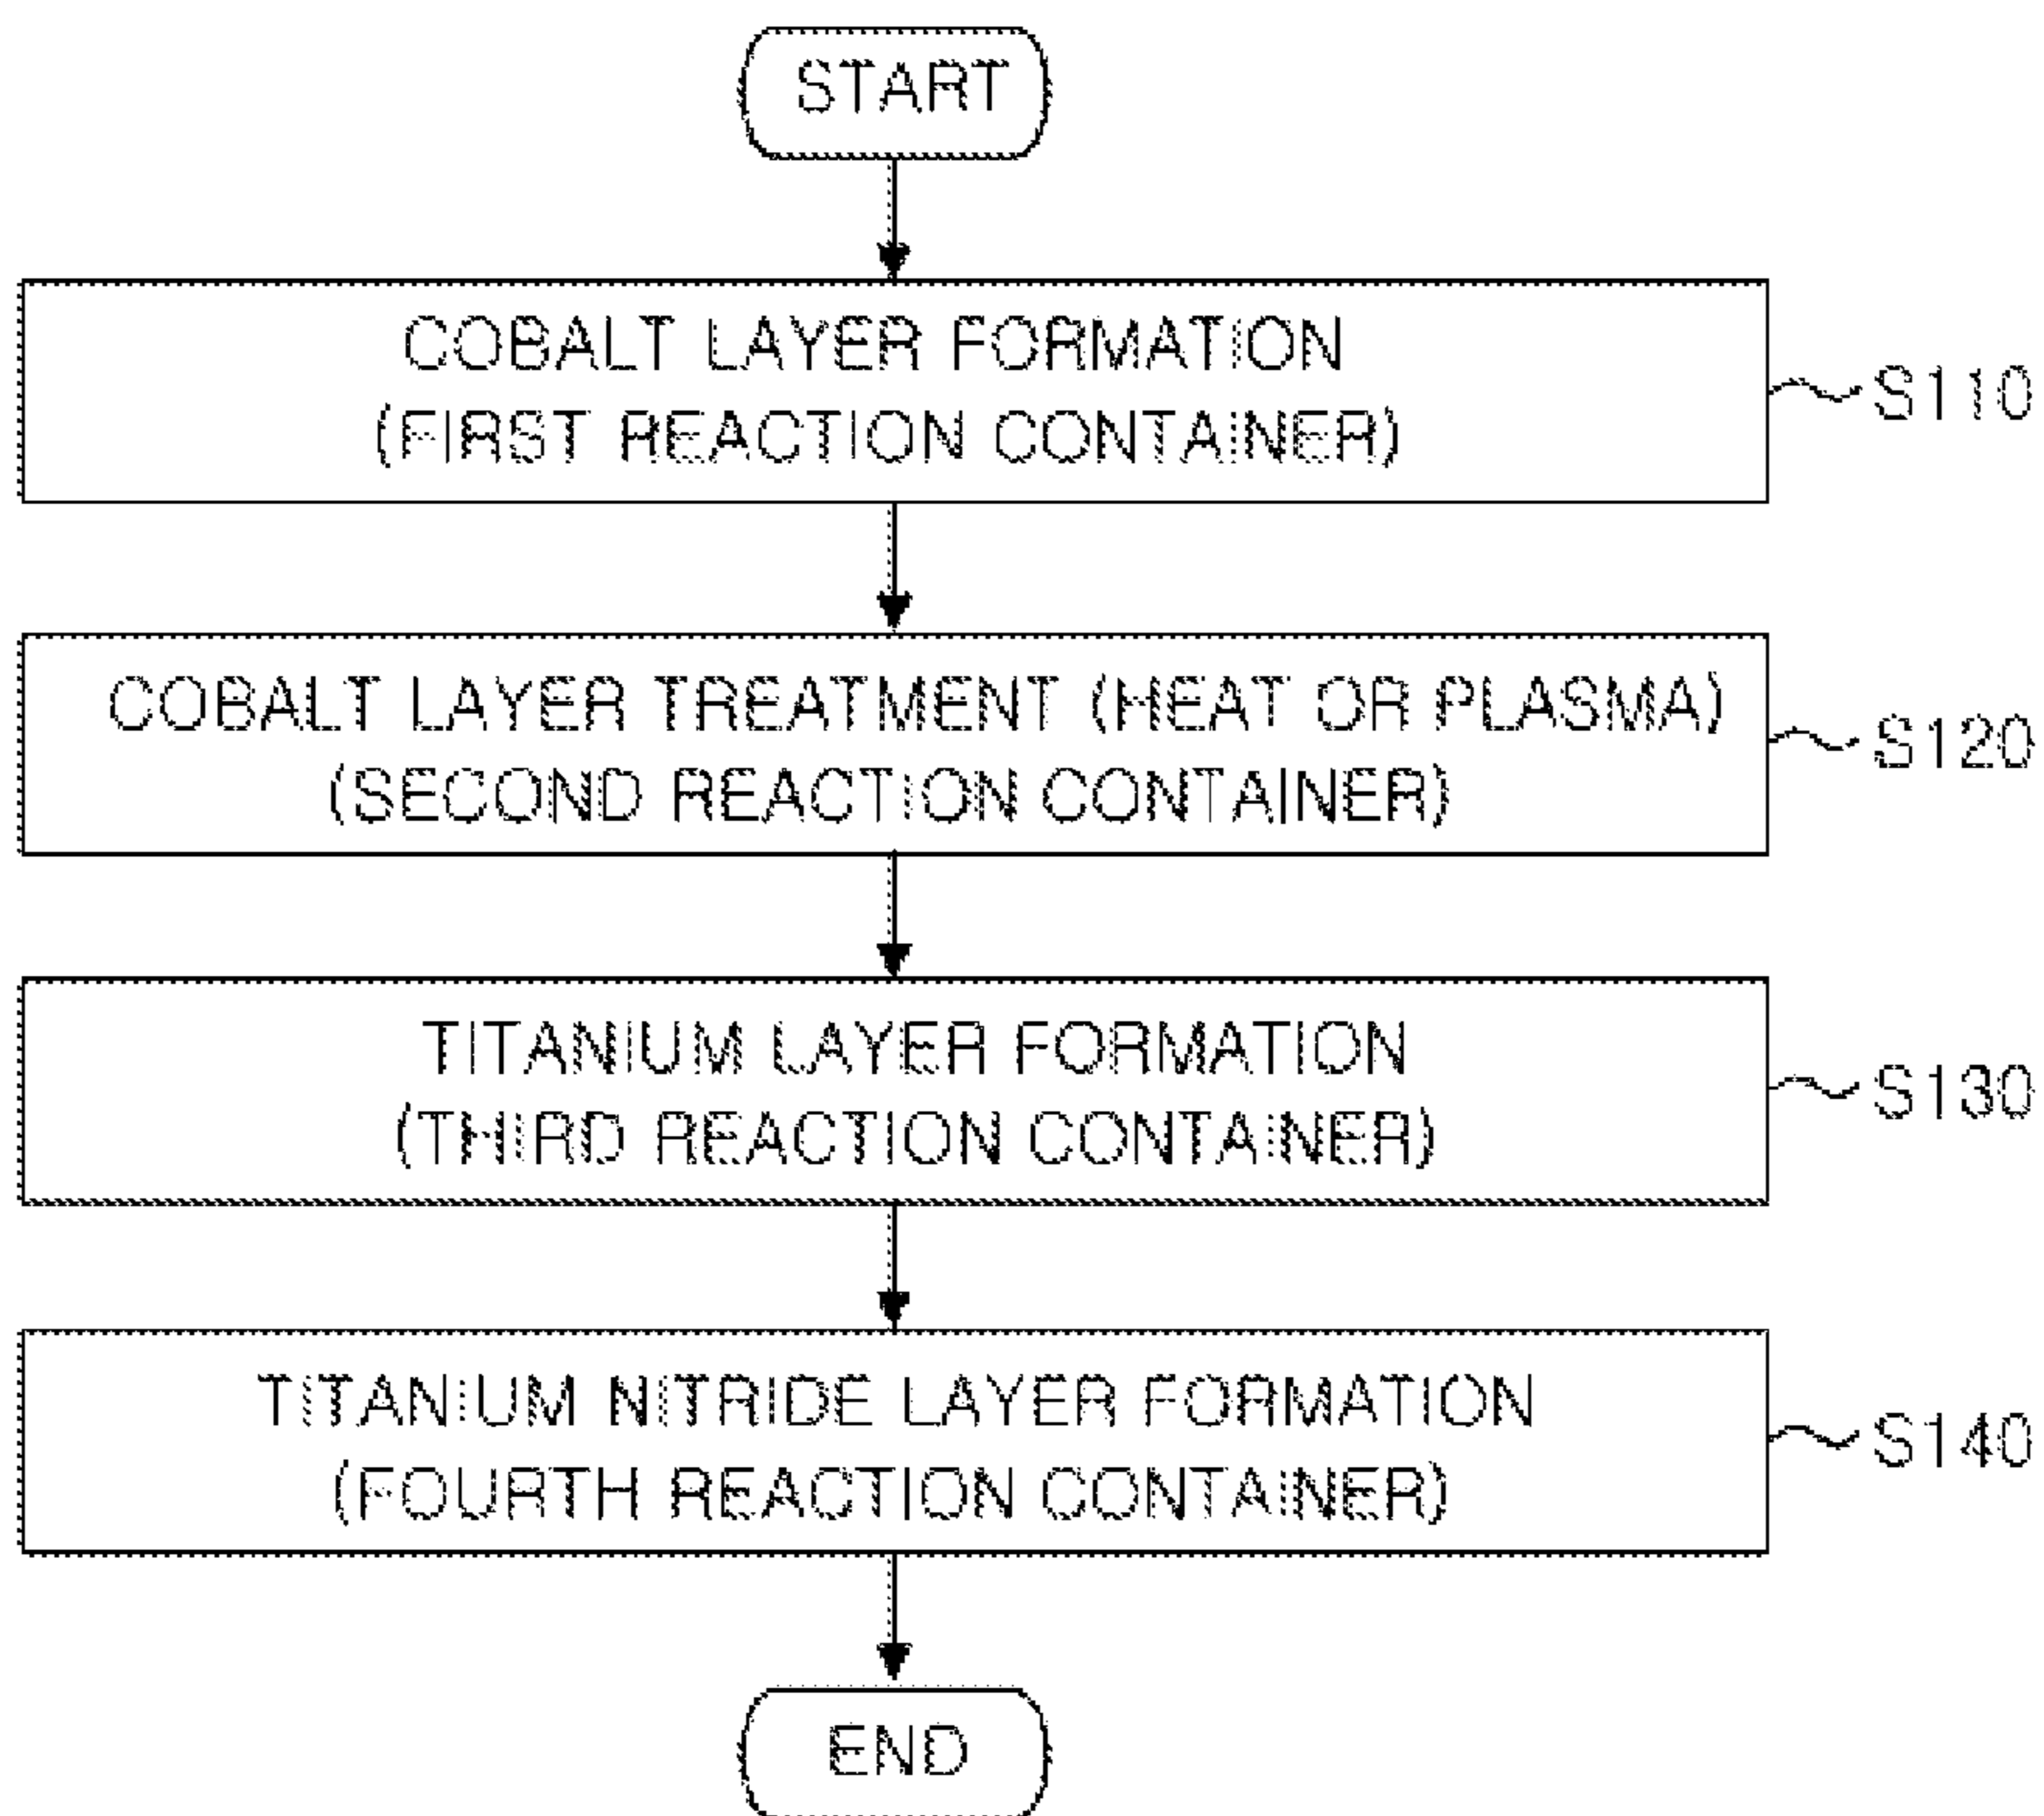 START
COBALT LAYER FORMATION
(FIRST REACTION CONTAINER)
S110
COBALT LAYER TREATMENT (HEAT OR PLASMA)
(SECOND REACTION CONTAINER)
S120
TITANIUM LAYER FORMATION
(THIRD REACTION CONTAINER)
S130
TITANIUM NITRIDE LAYER FORMATION
(FOURTH REACTION CONTAINER)
S140
END